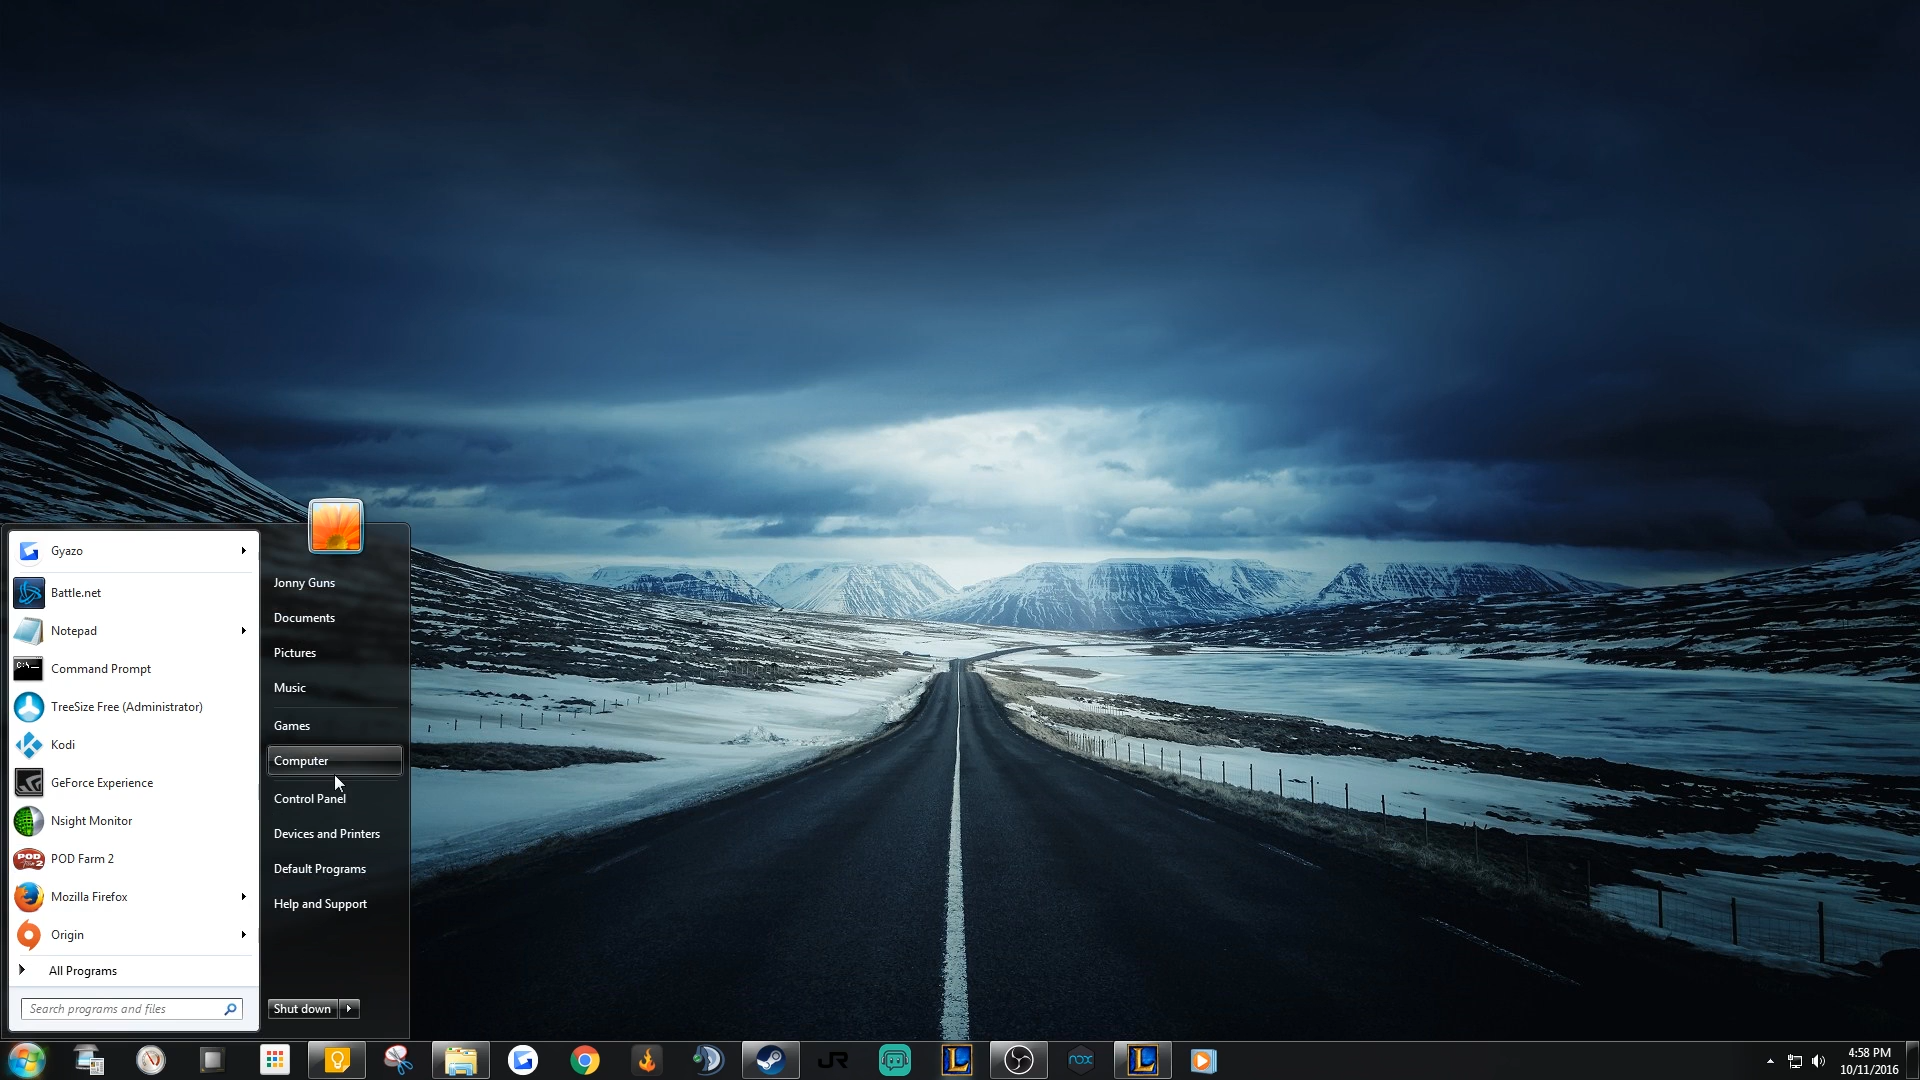 Gyazo
Battle.net
Notepad
Command Prompt
TreeSize Free (Administrator)
Kodi
GeForce Experience
Nsight Monitor
POD Farm 2
Mozilla Firefox
Origin
All Programs
Search programs and files
Jonny Guns
Documents
Pictures
Music
Games
Computer
Control Panel
Devices and Printers
Default Programs
Help and Support
Shut down
JR
nox
4:58 PM
10/11/2016